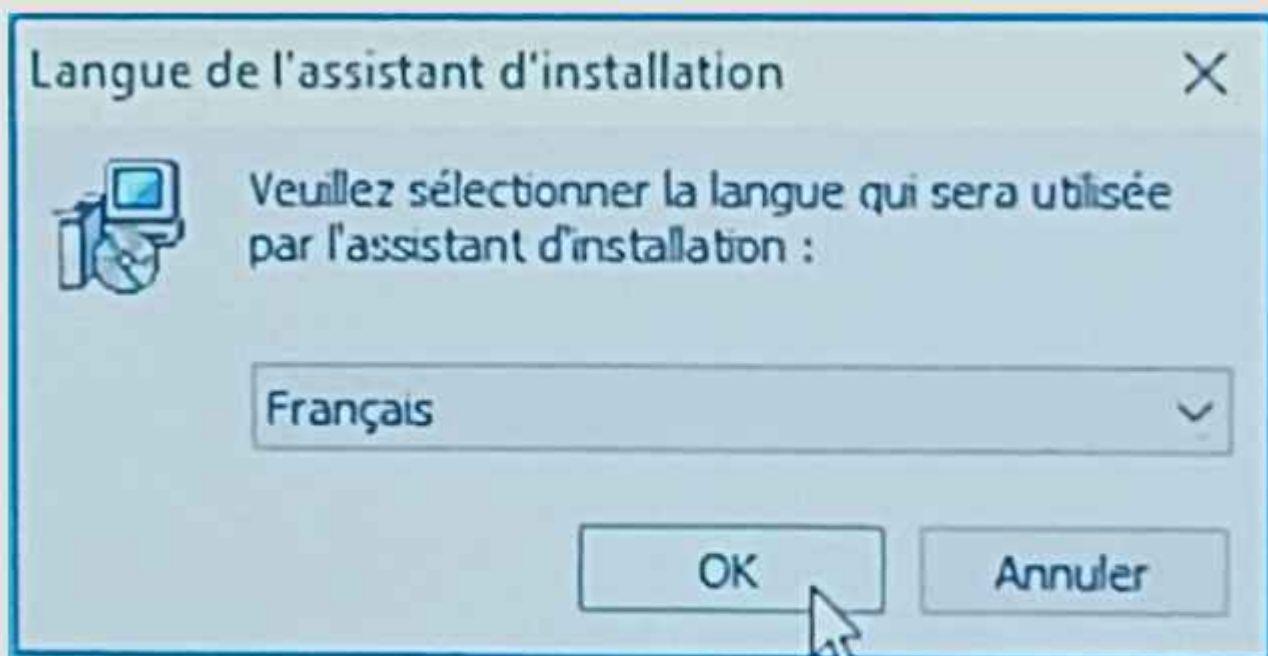 Langue de l'assistant d'installation
Veuillez sélectionner la langue qui sera utilisée
par l'assistant d'installation :
Français
OK
Annuler